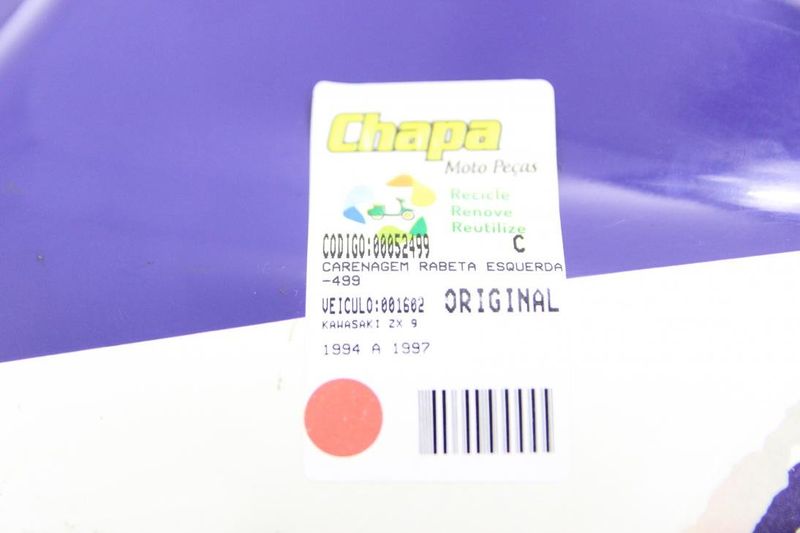 Chapa
Moto Peças
Recicle
Renove
Reutilize
CODIGO:00052499 C
CARENAGEM RABETA ESQUERDA
-499
VEICULO:001602 ORIGINAL
KAWASAKI ZX 9
1994 A 1997